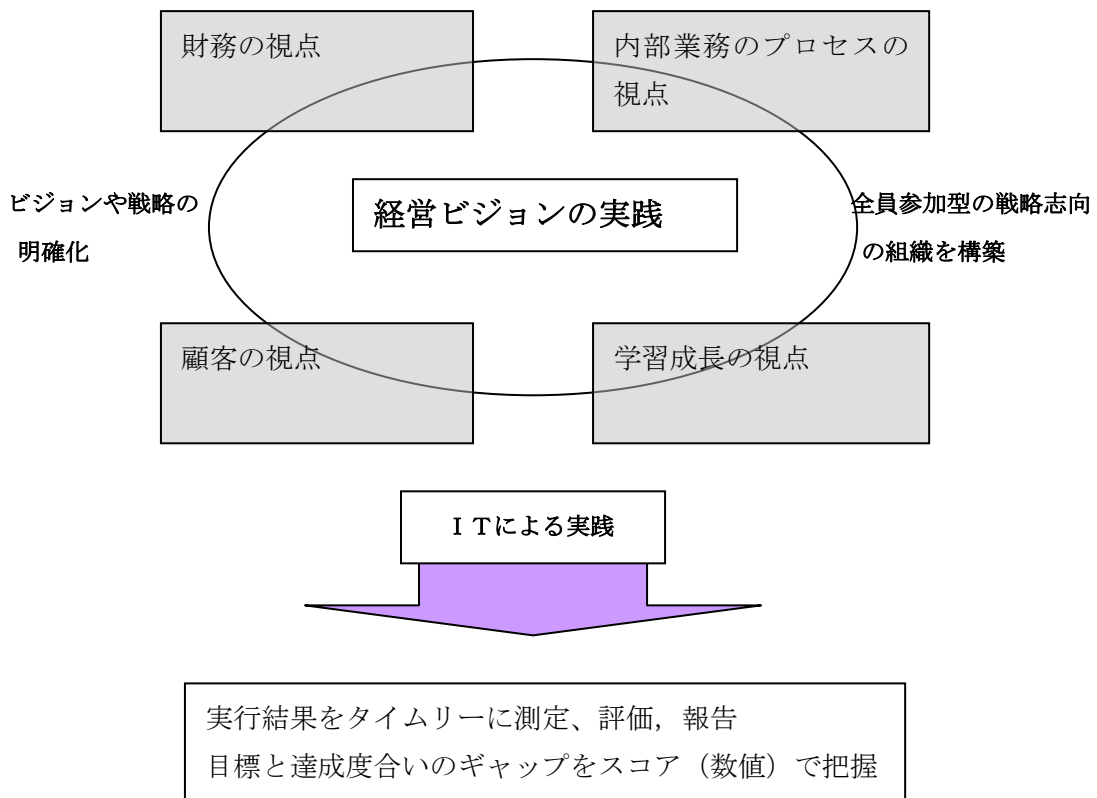 財務の視点
内部業務のプロセスの
視点
ビジョンや戦略の
明確化
経営ビジョンの実践
全員参加型の戦略志向
の組織を構築
顧客の視点
学習成長の視点
ＩＴによる実践
実行結果をタイムリーに測定、評価，報告
目標と達成度合いのギャップをスコア（数値）で把握